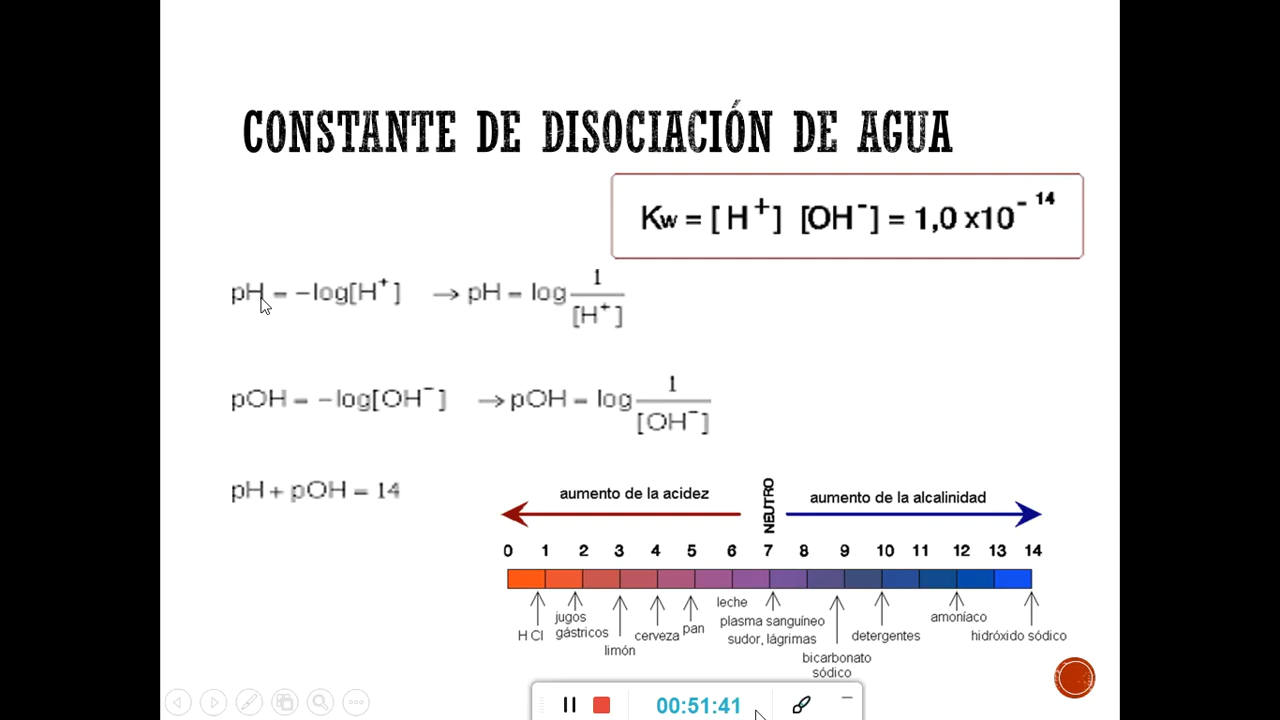 CONSTANTE DE DISOCIACIÓN DE AGUA
Kw = [ H⁺ ] [OH⁻ ] = 1,0 x10⁻ ¹⁴
pH = −log[H⁺ ] → pH = log 1/[H⁺ ]
pOH = −log[OH⁻ ] → pOH = log 1/[OH⁻ ]
pH + pOH = 14
aumento de la acidez
NEUTRO
aumento de la alcalinidad
0 1 2 3 4 5 6 7 8 9 10 11 12 13 14
H Cl
jugos
gástricos
limón
cerveza
pan
leche
plasma sanguíneo
sudor, lágrimas
bicarbonato
sódico
detergentes
amoníaco
hidróxido sódico
00:51:41